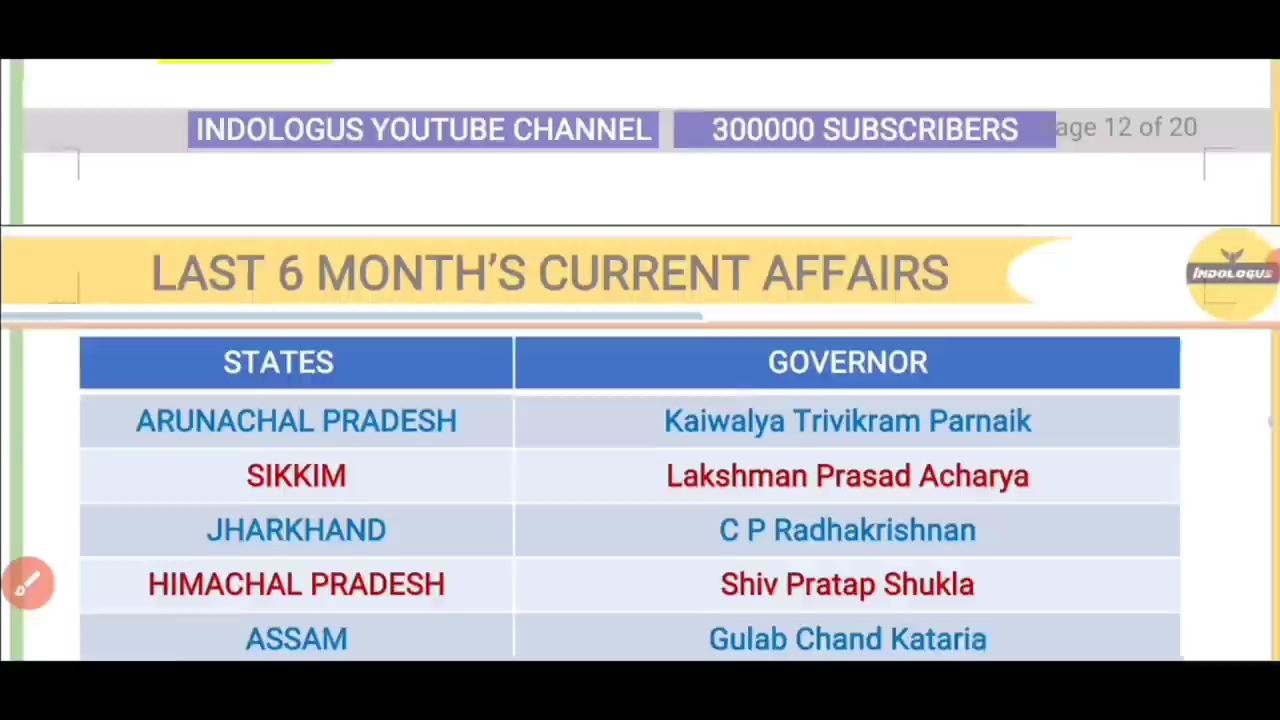 INDOLOGUS YOUTUBE CHANNEL 300000 SUBSCRIBERS age 12 of 20
LAST 6 MONTH’S CURRENT AFFAIRS
INDOLOGUS
STATES GOVERNOR
ARUNACHAL PRADESH Kaiwalya Trivikram Parnaik
SIKKIM Lakshman Prasad Acharya
JHARKHAND C P Radhakrishnan
HIMACHAL PRADESH Shiv Pratap Shukla
ASSAM Gulab Chand Kataria